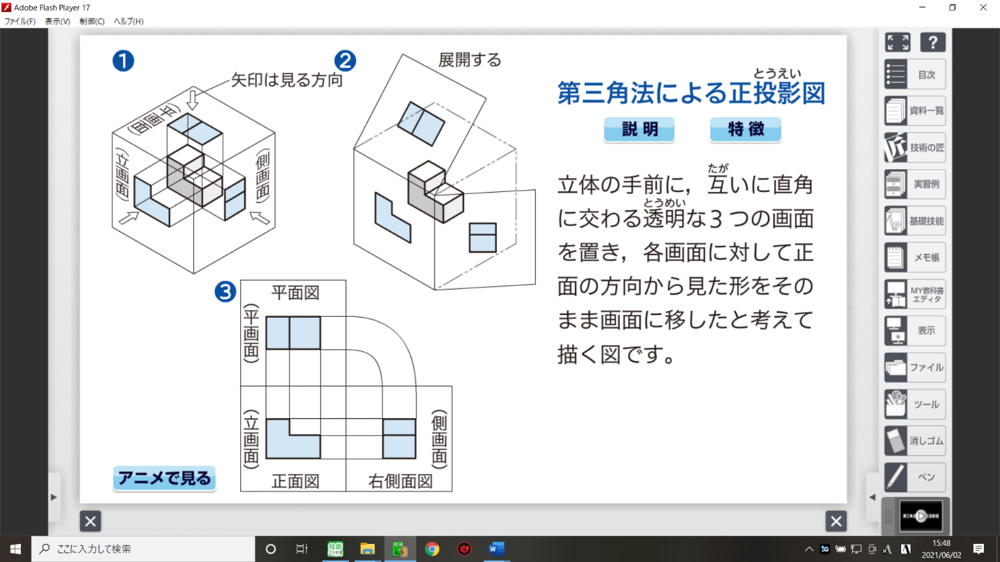 Adobe Flash Player 17
ファイル(F) 表示(V) 制御(C) ヘルプ(H)
1
矢印は見る方向
(平画面)
(立画面)
(側画面)
2
展開する
3
平面図
(平画面)
(立画面)
(側画面)
正面図
右側面図
アニメで見る
とうえい
第三角法による正投影図
説明
特徴
たが
立体の手前に，互いに直角
とうめい
に交わる透明な３つの画面
を置き，各画面に対して正
面の方向から見た形をその
まま画面に移したと考えて
描く図です。
?
目次
資料一覧
匠
技術の匠
実習例
基礎技能
メモ帳
MY教科書
エディタ
表示
ファイル
ツール
消しゴム
ペン
ここに入力して検索
技術
W
A
15:48
2021/06/02